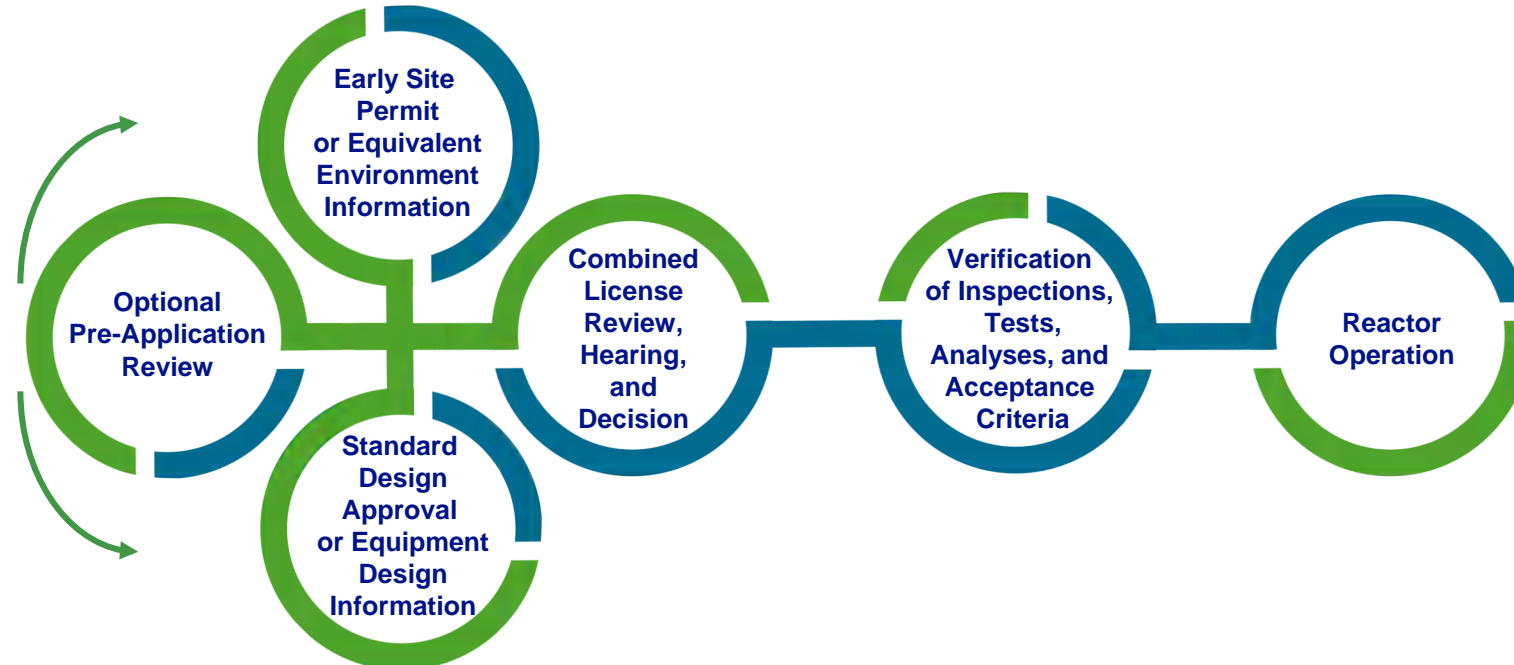 Early Site
Permit
or Equivalent
Environment
Information
Optional
Pre-Application
Review
Standard
Design
Approval
or Equipment
Design
Information
Combined
License
Review,
Hearing,
and
Decision
Verification
of Inspections,
Tests,
Analyses, and
Acceptance
Criteria
Reactor
Operation